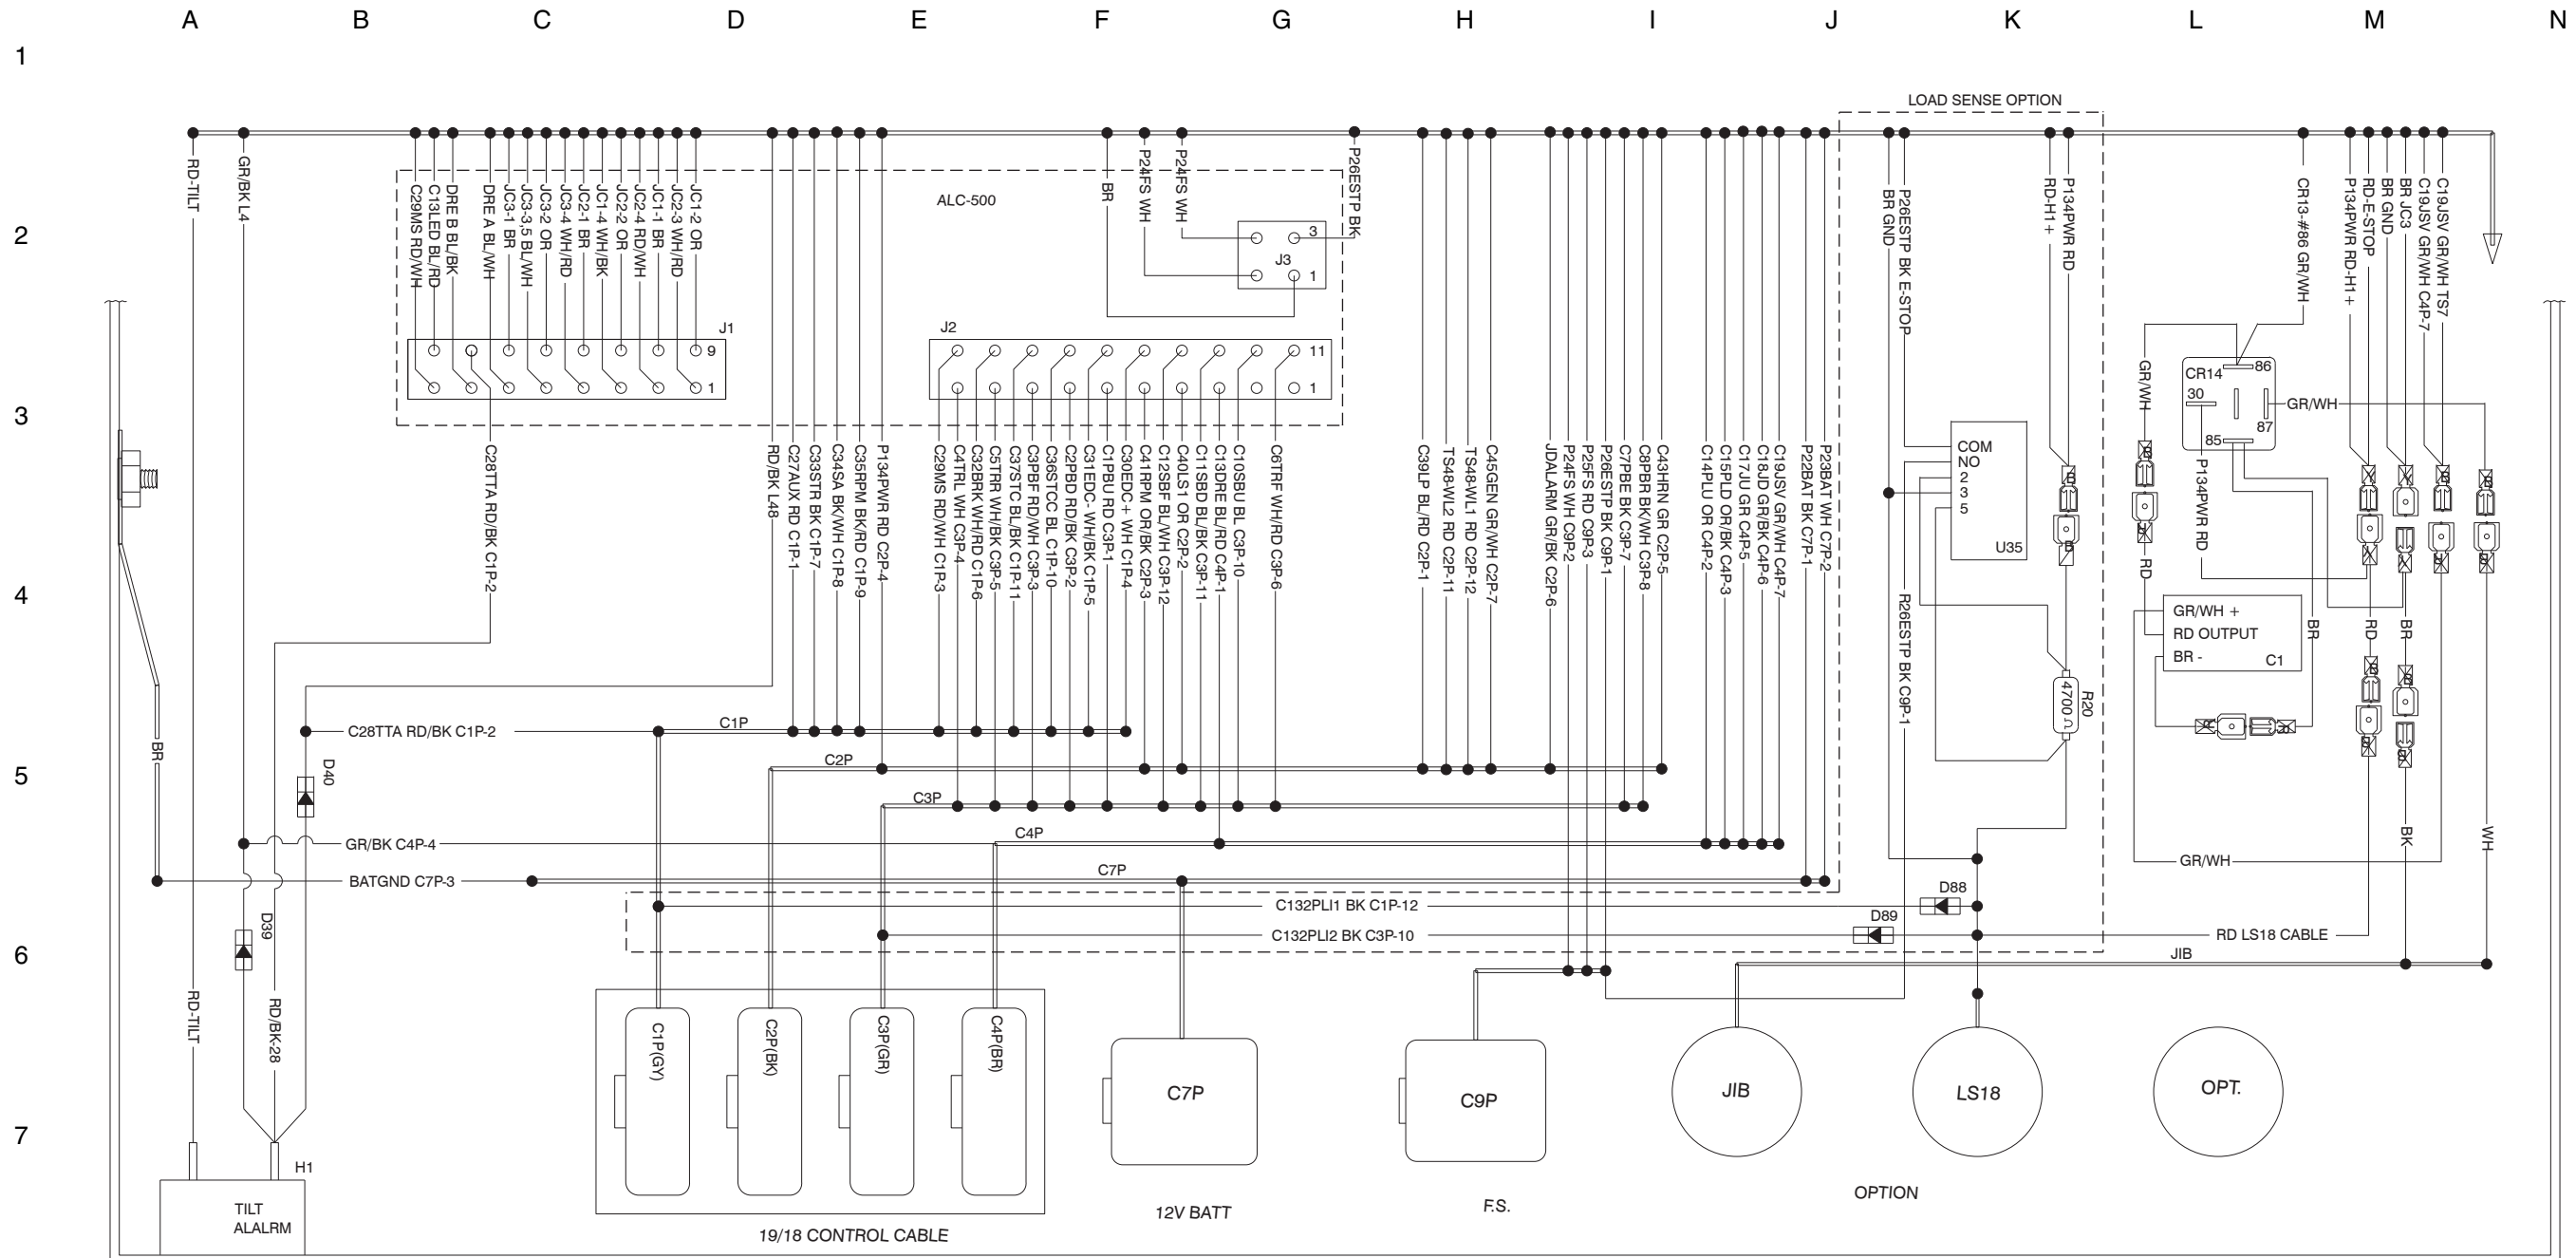 A B C D E F G H I J K L M N
1
2
3
4
5
6
7
LOAD SENSE OPTION
RD-TILT
GR/BK L4
C29MS RD/WH
C13LED BL/RD
DRE B BL/BK
DRE A BL/WH
JC3-1 BR
JC3-3,5 BL/WH
JC3-2 OR
JC3-4 WH/RD
JC2-1 BR
JC1-4 WH/BK
JC2-2 OR
JC2-4 RD/WH
JC1-1 BR
JC2-3 WH/RD
JC1-2 OR
ALC-500
BR
P24FS WH
P24FS WH
P26ESTP BK
3
J3
1
J1
9
1
J2
11
1
BR GND
P26ESTP BK E-STOP
RD-H1 +
P134PWR RD
CR13-#86 GR/WH
P134PWR RD-H1 +
RD-E-STOP
BR GND
BR JC3
C19JSV GR/WH C4P-7
C19JSV GR/WH TS7
GR/WH
CR14
86
30
87
85
GR/WH
C28TTA RD/BK C1P-2
RD/BK L48
C27AUX RD C1P-1
C33STR BK C1P-7
C34SA BK/WH C1P-8
C35RPM BK/RD C1P-9
P134PWR RD C2P-4
C29MS RD/WH C1P-3
C4TRL WH C3P-4
C32BRK WH/RD C1P-6
C5TRR WH/BK C3P-5
C37STC BL/BK C1P-11
C3PBF RD/WH C3P-3
C36STCC BL C1P-10
C2PBD RD/BK C3P-2
C31EDC- WH/BK C1P-5
C1PBU RD C3P-1
C30EDC + WH C1P-4
C41RPM OR/BK C2P-3
C12SBF BL/WH C3P-12
C40LS1 OR C2P-2
C11SBD BL/BK C3P-11
C13DRE BL/RD C4P-1
C10SBU BL C3P-10
C6TRF WH/RD C3P-6
C39LP BL/RD C2P-1
TS48-WL2 RD C2P-11
TS48-WL1 RD C2P-12
C45GEN GR/WH C2P-7
JDALARM GR/BK C2P-6
P24FS WH C9P-2
P25FS RD C9P-3
P26ESTP BK C9P-1
C7PBE BK C3P-7
C8PBR BK/WH C3P-8
C43HRN GR C2P-5
C14PLU OR C4P-2
C15PLD OR/BK C4P-3
C17JU GR C4P-5
C18JD GR/BK C4P-6
C19JSV GR/WH C4P-7
P22BAT BK C7P-1
P23BAT WH C7P-2
COM
NO
2
3
5
U35
P134PWR RD
RD
R26ESTP BK C9P-1
GR/WH +
RD OUTPUT
BR -
C1
BR
RD
BR
4700 Ω
R20
BR
C28TTA RD/BK C1P-2
C1P
D40
C2P
C3P
GR/BK C4P-4
C4P
BATGND C7P-3
C7P
GR/WH
BK
WH
D39
C132PLI1 BK C1P-12
D88
C132PLI2 BK C3P-10
D89
RD LS18 CABLE
JIB
RD-TILT
RD/BK-28
C1P(GY)
C2P(BK)
C3P(GR)
C4P(BR)
C7P
C9P
JIB
LS18
OPT.
H1
TILT
ALALRM
19/18 CONTROL CABLE
12V BATT
F.S.
OPTION